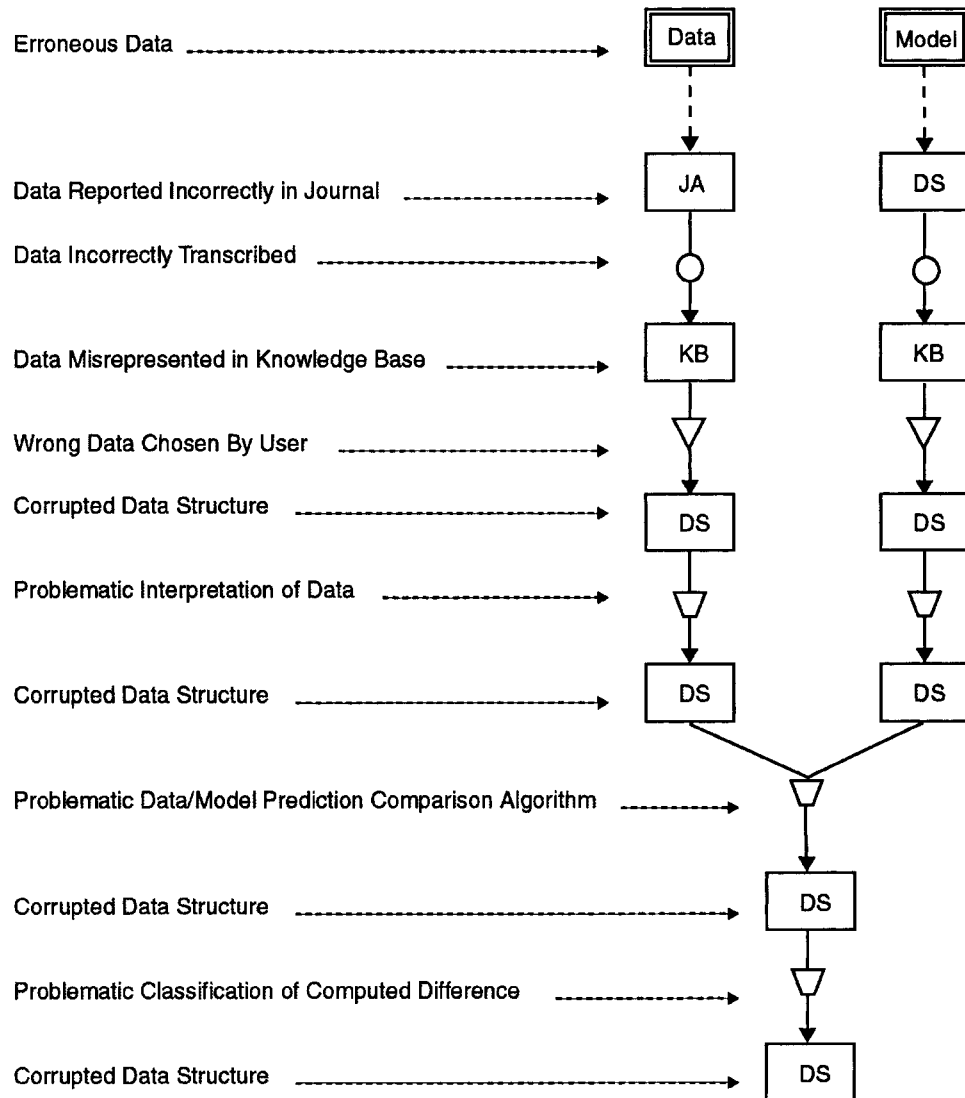 Erroneous Data
Data
Model
Data Reported Incorrectly in Journal
JA
DS
Data Incorrectly Transcribed
Data Misrepresented in Knowledge Base
KB
KB
Wrong Data Chosen By User
Corrupted Data Structure
DS
DS
Problematic Interpretation of Data
Corrupted Data Structure
DS
DS
Problematic Data/Model Prediction Comparison Algorithm
Corrupted Data Structure
DS
Problematic Classification of Computed Difference
Corrupted Data Structure
DS